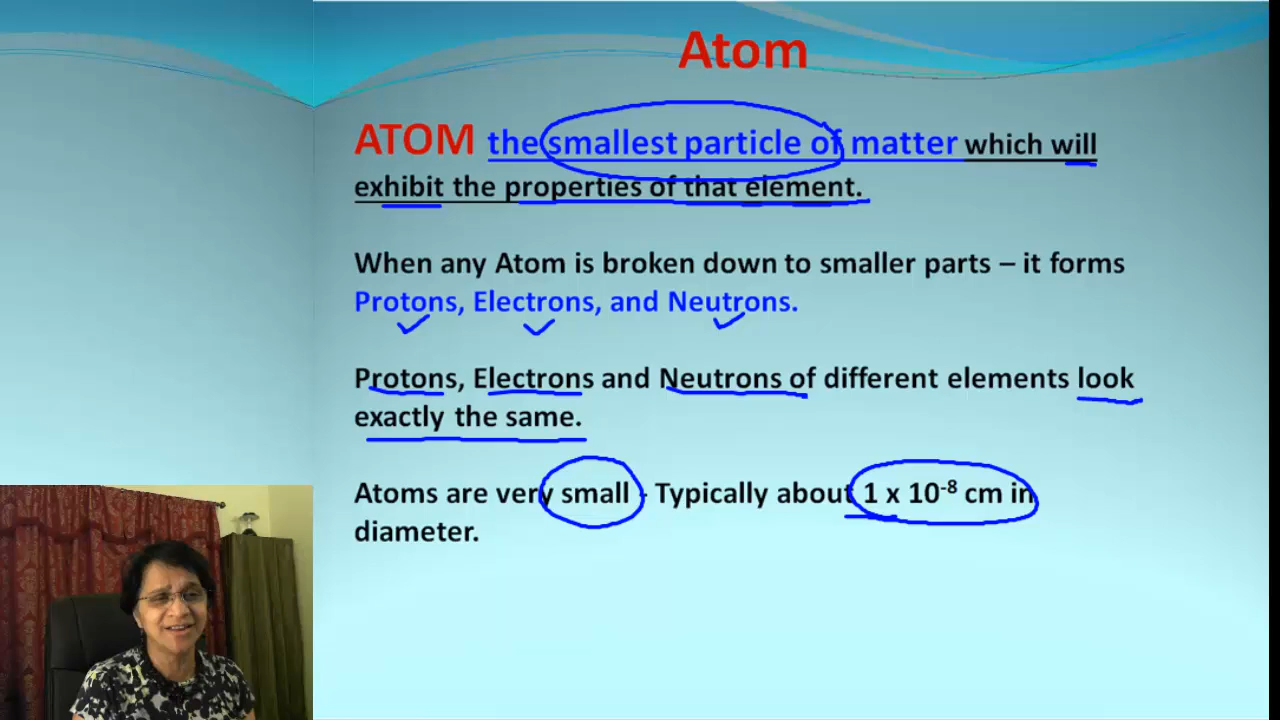 Atom
ATOM the smallest particle of matter which will
exhibit the properties of that element.
When any Atom is broken down to smaller parts – it forms
Protons, Electrons, and Neutrons.
Protons, Electrons and Neutrons of different elements look
exactly the same.
Atoms are very small - Typically about 1 x 10⁻⁸ cm in
diameter.